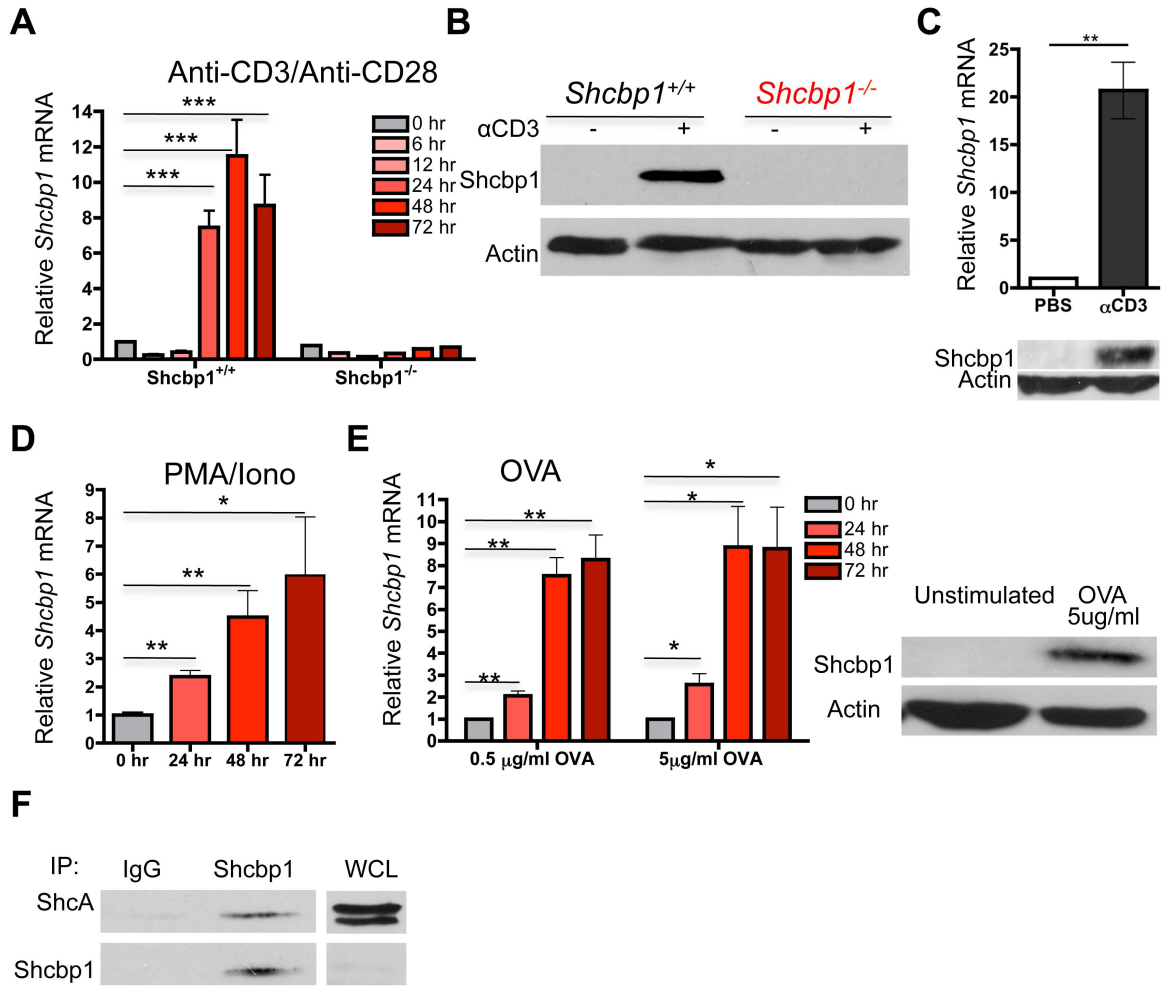 A
Anti-CD3/Anti-CD28
Relative Shcbp1 mRNA
14
12
10
8
6
4
2
0
***
***
***
0 hr
6 hr
12 hr
24 hr
48 hr
72 hr
Shcbp1+/+
Shcbp1-/-
B
Shcbp1+/+ Shcbp1-/-
αCD3 - + - +
Shcbp1
Actin
C
Relative Shcbp1 mRNA
25
20
15
10
5
0
**
PBS αCD3
Shcbp1
Actin
D
PMA/Iono
Relative Shcbp1 mRNA
9
8
7
6
5
4
3
2
1
0
*
**
**
0 hr 24 hr 48 hr 72 hr
E
OVA
Relative Shcbp1 mRNA
11
10
9
8
7
6
5
4
3
2
1
0
**
**
**
*
*
*
0 hr
24 hr
48 hr
72 hr
0.5 μg/ml OVA
5μg/ml OVA
Unstimulated OVA
5ug/ml
Shcbp1
Actin
F
IP: IgG Shcbp1 WCL
ShcA
Shcbp1